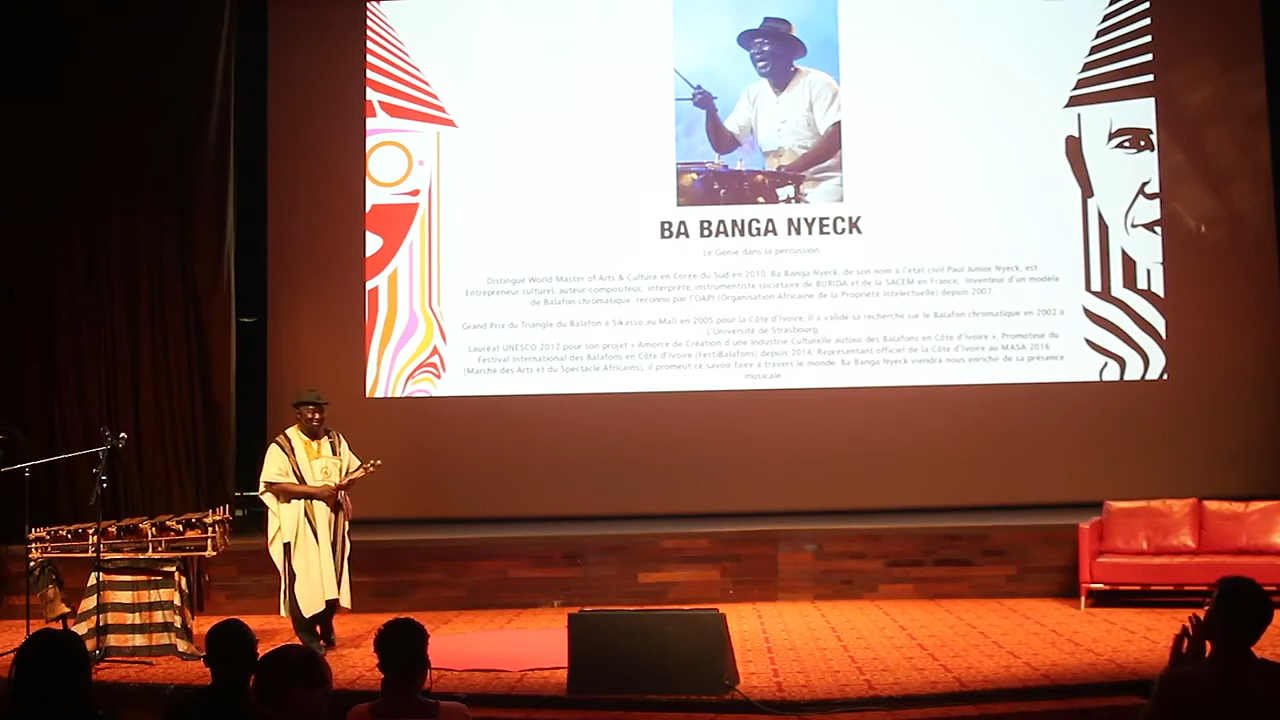 BA BANGA NYECK
Le Génie dans la percussion
Distingue World Master of Arts & Culture en Corée du Sud en 2010. Ba Banga Nyeck, de son nom à l'état civil Paul Junior Nyeck, est
Entrepreneur culturel, auteur-compositeur, interprète, instrumentiste sociétaire de BURIDA et de la SACEM en France, Inventeur d'un modèle
de Balafon chromatique reconnu par l'OAPI (Organisation Africaine de la Propriété Intelectuelle) depuis 2007.
Grand Prix du Triangle du Balafon à Sikasso au Mali en 2005 pour la Côte d'Ivoire. Il a validé sa recherche sur le Balafon chromatique en 2002 à
L'Université de Strasbourg.
Lauréat UNESCO 2012 pour son projet « Amorce de Création d'une industrie Culturelle autour des Balafons en Côte d'Ivoire », Promoteur du
Festival International des Balafons en Côte d'Ivoire (FestiBalafons) depuis 2014, Représentant officiel de la Côte d'Ivoire au MASA 2016
(Marché des Arts et du Spectacle Africains), il promeut ce savoir faire à travers le monde. Ba Banga Nyeck viendra nous enrichir de sa présence
musicale.